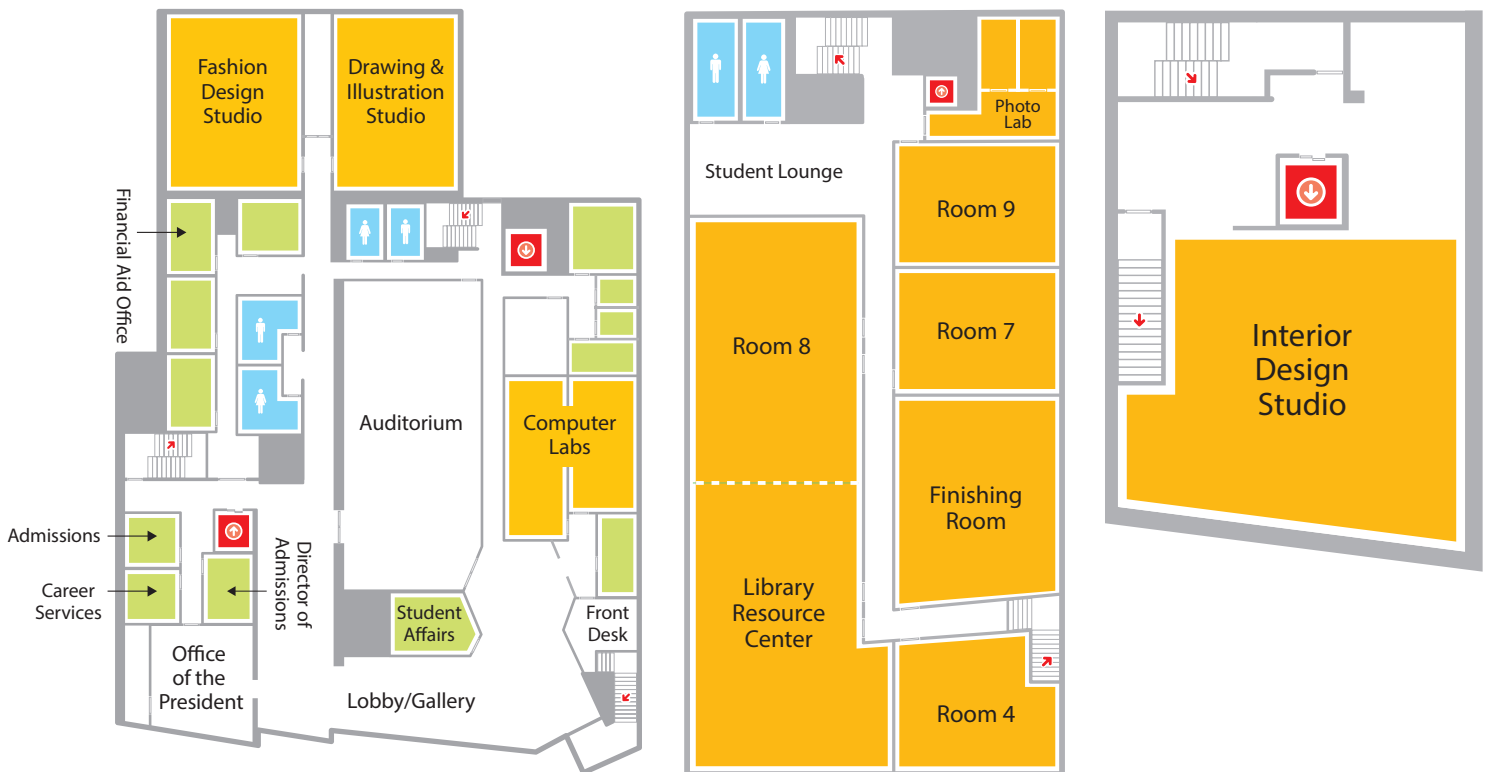 Fashion
Design
Studio
Drawing &
Illustration
Studio
Financial Aid Office
Auditorium
Computer
Labs
Admissions
Career
Services
Director of
Admissions
Student
Affairs
Front
Desk
Office
of the
President
Lobby/Gallery
Photo
Lab
Student Lounge
Room 9
Room 8
Room 7
Finishing
Room
Library
Resource
Center
Room 4
Interior
Design
Studio